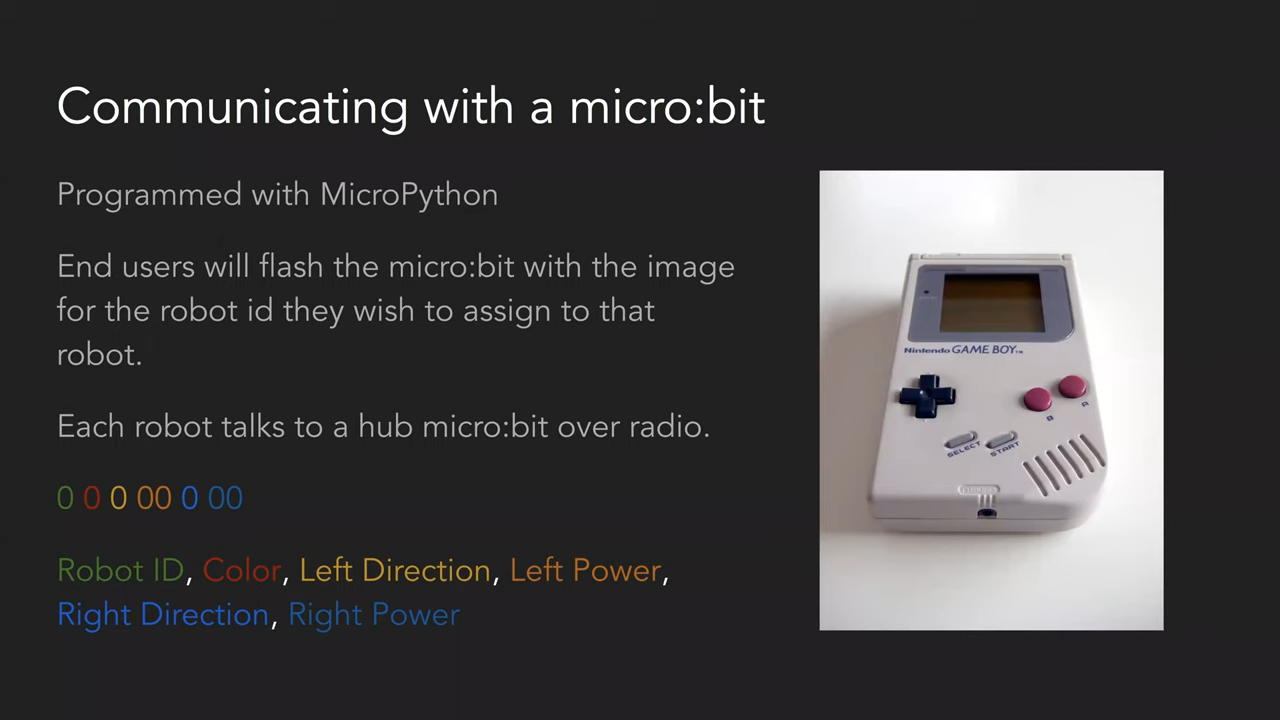 Communicating with a micro:bit
Programmed with MicroPython
End users will flash the micro:bit with the image
for the robot id they wish to assign to that
robot.
Each robot talks to a hub micro:bit over radio.
0 0 0 00 0 00
Robot ID, Color, Left Direction, Left Power,
Right Direction, Right Power
Nintendo GAME BOY™
B A
SELECT START